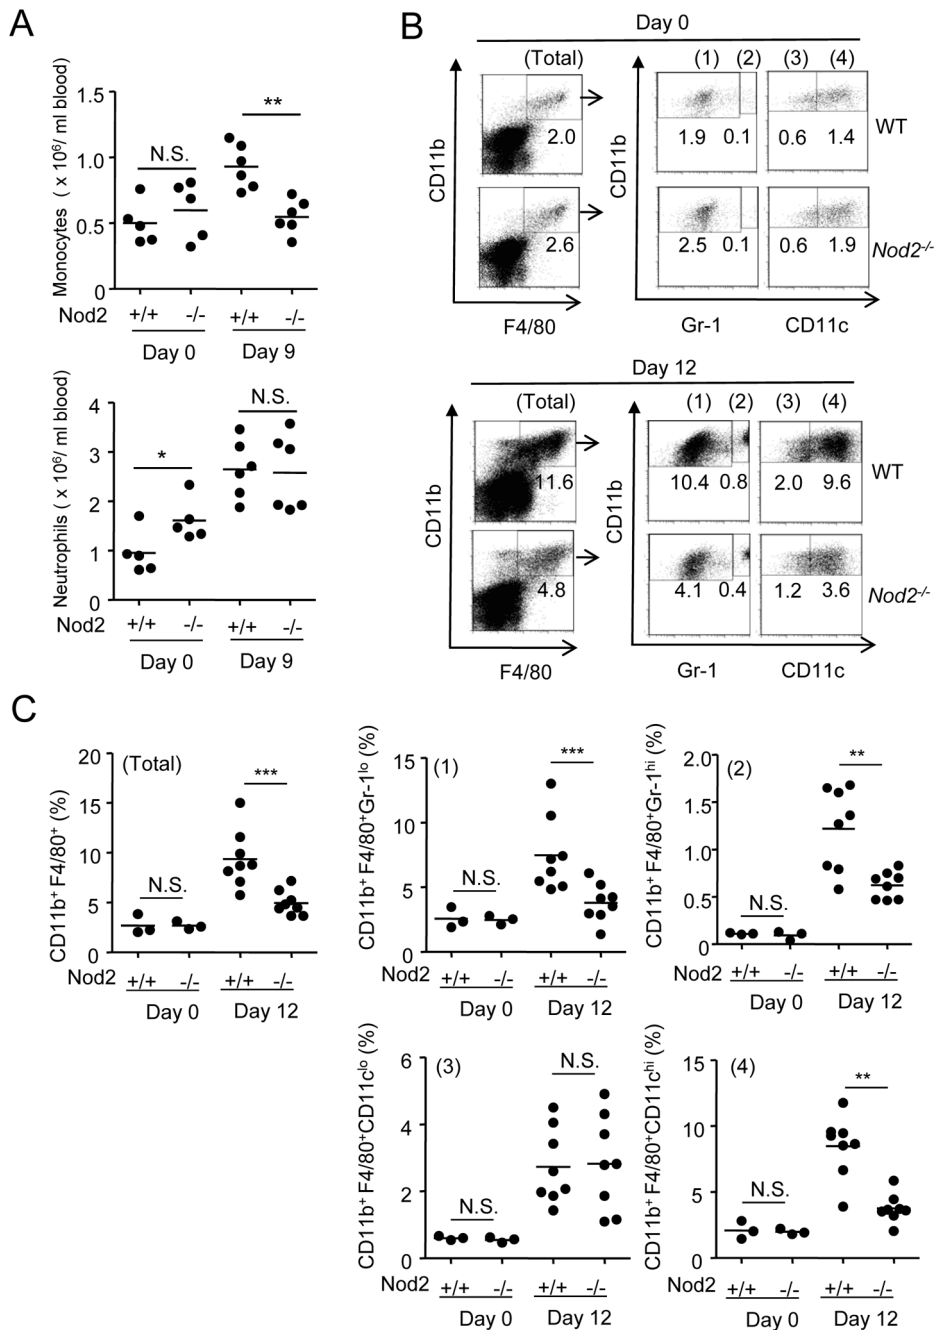 A
Monocytes ( x 10⁶/ ml blood)
1.5
1.0
0.5
0
N.S.
**
Nod2 +/+ -/- +/+ -/-
Day 0 Day 9
Neutrophils ( x 10⁶/ ml blood)
4
3
2
1
0
*
N.S.
Nod2 +/+ -/- +/+ -/-
Day 0 Day 9
B
Day 0
(Total) (1) (2) (3) (4)
CD11b
CD11b
2.0 1.9 0.1 0.6 1.4 WT
2.6 2.5 0.1 0.6 1.9 Nod2⁻/⁻
F4/80 Gr-1 CD11c
Day 12
(Total) (1) (2) (3) (4)
CD11b
CD11b
11.6 10.4 0.8 2.0 9.6 WT
4.8 4.1 0.4 1.2 3.6 Nod2⁻/⁻
F4/80 Gr-1 CD11c
C
CD11b⁺ F4/80⁺ (%)
20
15
10
5
0
(Total)
N.S.
***
Nod2 +/+ -/- +/+ -/-
Day 0 Day 12
CD11b⁺ F4/80⁺Gr-1ˡᵒ (%)
15
10
5
0
(1)
N.S.
***
Nod2 +/+ -/- +/+ -/-
Day 0 Day 12
CD11b⁺ F4/80⁺Gr-1ʰⁱ (%)
2.0
1.5
1.0
0.5
0
(2)
N.S.
**
Nod2 +/+ -/- +/+ -/-
Day 0 Day 12
CD11b⁺ F4/80⁺CD11cˡᵒ (%)
6
4
2
0
(3)
N.S.
N.S.
Nod2 +/+ -/- +/+ -/-
Day 0 Day 12
CD11b⁺ F4/80⁺CD11cʰⁱ (%)
15
10
5
0
(4)
N.S.
**
Nod2 +/+ -/- +/+ -/-
Day 0 Day 12